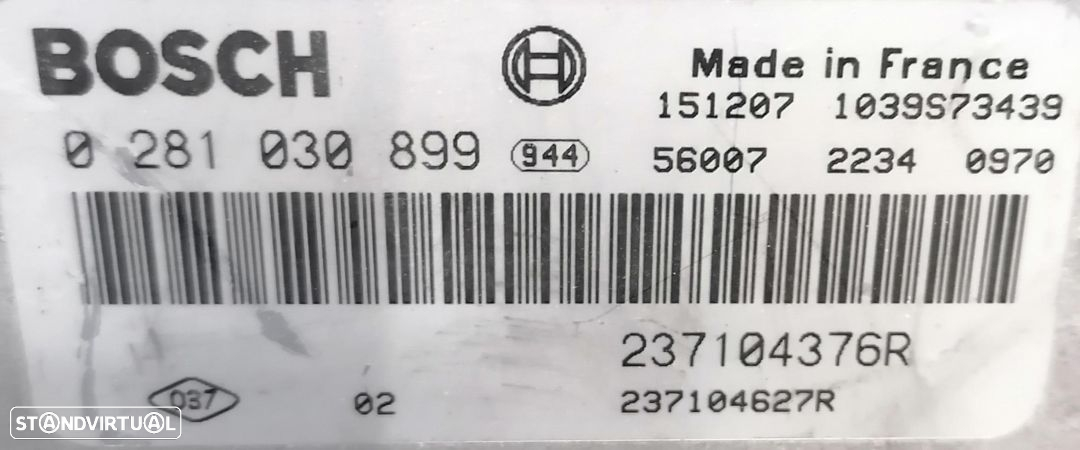 BOSCH
Made in France
151207 1039S73439
0 281 030 899 944 56007 2234 0970
237104376R
037 02 237104627R
STANDVIRTUAL